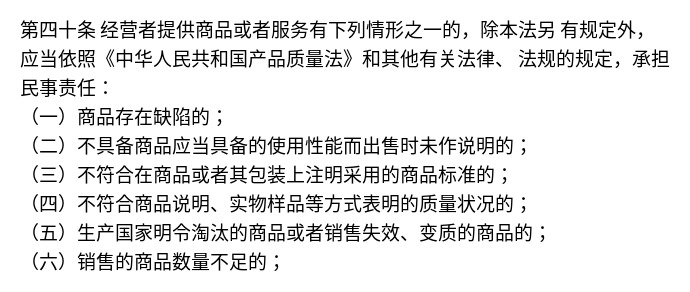 第四十条 经营者提供商品或者服务有下列情形之一的，除本法另 有规定外，
应当依照《中华人民共和国产品质量法》和其他有关法律、 法规的规定，承担
民事责任：
（一）商品存在缺陷的；
（二）不具备商品应当具备的使用性能而出售时未作说明的；
（三）不符合在商品或者其包装上注明采用的商品标准的；
（四）不符合商品说明、实物样品等方式表明的质量状况的；
（五）生产国家明令淘汰的商品或者销售失效、变质的商品的；
（六）销售的商品数量不足的；